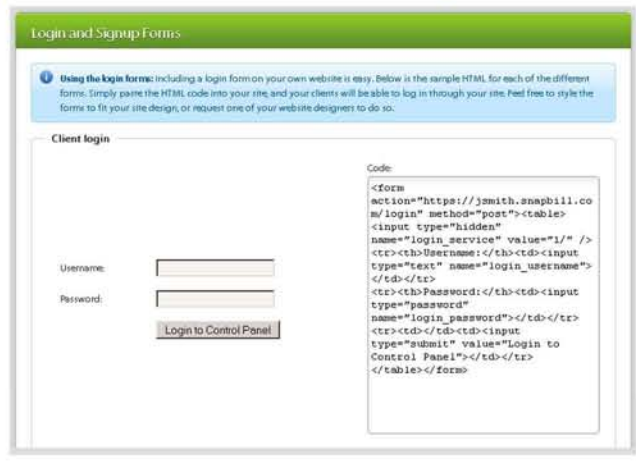 Login and Signup Forms
Using the login forms: Including a login form on your own website is easy. Below is the sample HTML for each of the different
forms. Simply paste the HTML code into your site, and your clients will be able to log in through your site. Feel free to style the
forms to fit your site design, or request one of your website designers to do so.
Client login
Username:
Password:
Login to Control Panel
Code:
<form
action="https://jsmith.snapbill.co
m/login" method="post"><table>
<input type="hidden"
name="login_service" value="1/" />
<tr><th>Username:</th><td><input
type="text" name="login_username">
</td></tr>
<tr><th>Password:</th><td><input
type="password"
name="login_password"></td></tr>
<tr><td></td><td><input
type="submit" value="Login to
Control Panel"></td></tr>
</table></form>